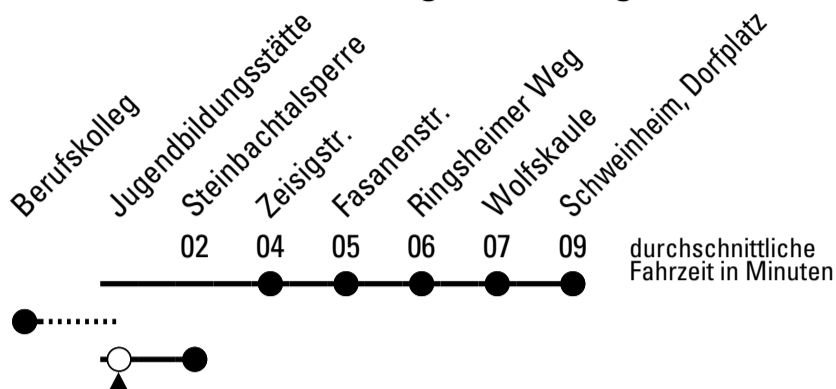 Berufskolleg
Jugendbildungsstätte
Steinbachtalsperre
Zeisigstr.
Fasanenstr.
Ringsheimer Weg
Wolfskaule
Schweinheim, Dorfplatz
02 04 05 06 07 09
durchschnittliche
Fahrzeit in Minuten